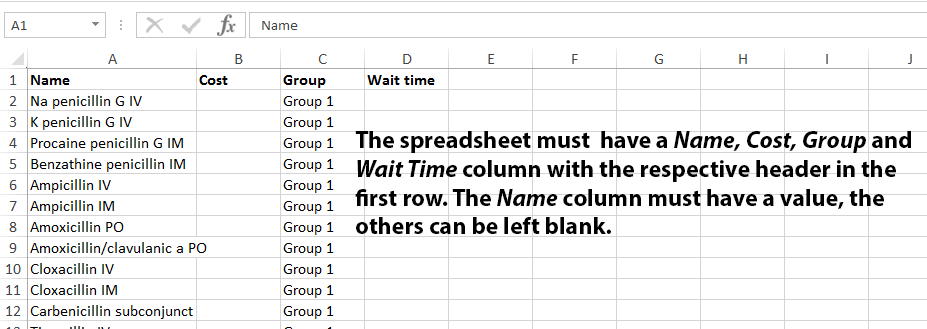 A1 fx Name
A B C D E F G H I J
1 Name Cost Group Wait time
2 Na penicillin G IV Group 1
3 K penicillin G IV Group 1
4 Procaine penicillin G IM Group 1
5 Benzathine penicillin IM Group 1
6 Ampicillin IV Group 1
7 Ampicillin IM Group 1
8 Amoxicillin PO Group 1
9 Amoxicillin/clavulanic a PO Group 1
10 Cloxacillin IV Group 1
11 Cloxacillin IM Group 1
12 Carbenicillin subconjunct Group 1
The spreadsheet must have a Name, Cost, Group and
Wait Time column with the respective header in the
first row. The Name column must have a value, the
others can be left blank.